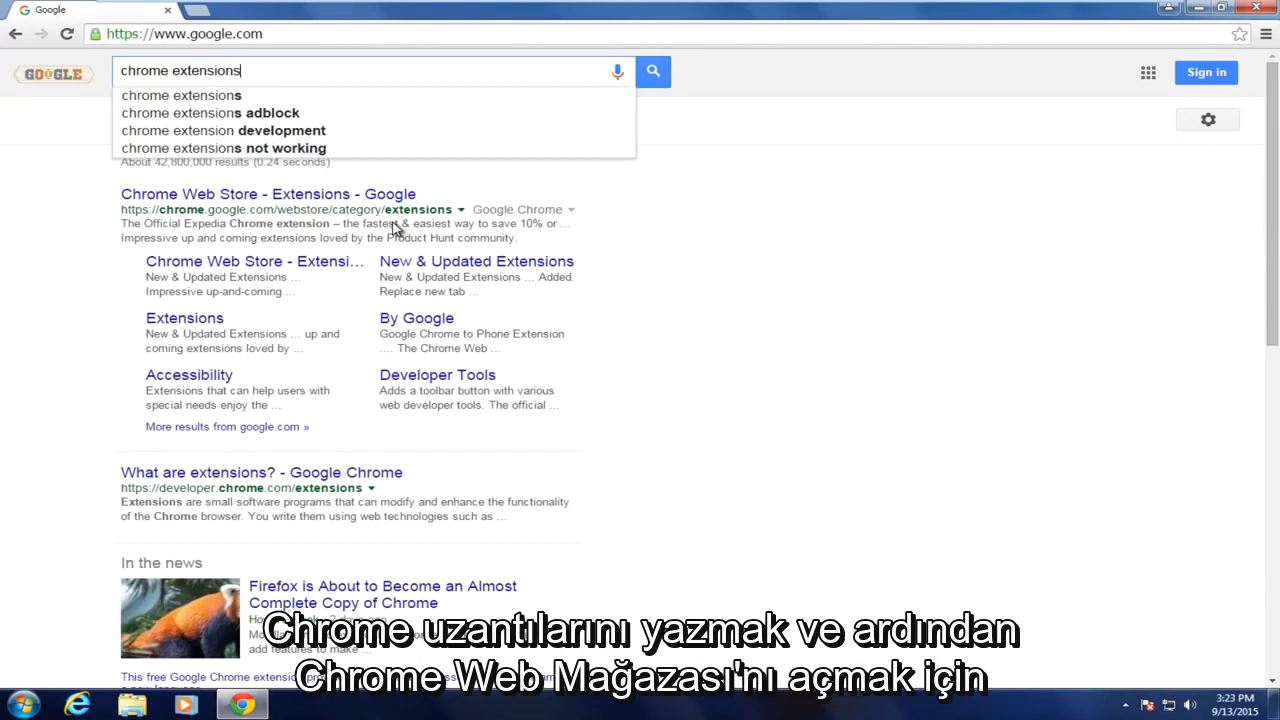 Google
https://www.google.com
GOOGLE
chrome extensions
Sign in
chrome extensions
chrome extensions adblock
chrome extension development
chrome extensions not working
About 42,800,000 results (0.24 seconds)
Chrome Web Store - Extensions - Google
https://chrome.google.com/webstore/category/extensions Google Chrome
The Official Expedia Chrome extension – the fastest & easiest way to save 10% or ...
Impressive up and coming extensions loved by the Product Hunt community.
Chrome Web Store - Extensi...
New & Updated Extensions ...
Impressive up-and-coming ...
New & Updated Extensions
New & Updated Extensions ... Added.
Replace new tab ...
Extensions
New & Updated Extensions ... up and
coming extensions loved by ...
By Google
Google Chrome to Phone Extension
.... The Chrome Web ...
Accessibility
Extensions that can help users with
special needs enjoy the ...
Developer Tools
Adds a toolbar button with various
web developer tools. The official ...
More results from google.com »
What are extensions? - Google Chrome
https://developer.chrome.com/extensions
Extensions are small software programs that can modify and enhance the functionality
of the Chrome browser. You write them using web technologies such as ...
In the news
Firefox is About to Become an Almost
Complete Copy of Chrome
add features to make ...
This free Google Chrome extension
Chrome uzantılarını yazmak ve ardından
Chrome Web Mağazası'nı açmak için
3:23 PM
9/13/2015